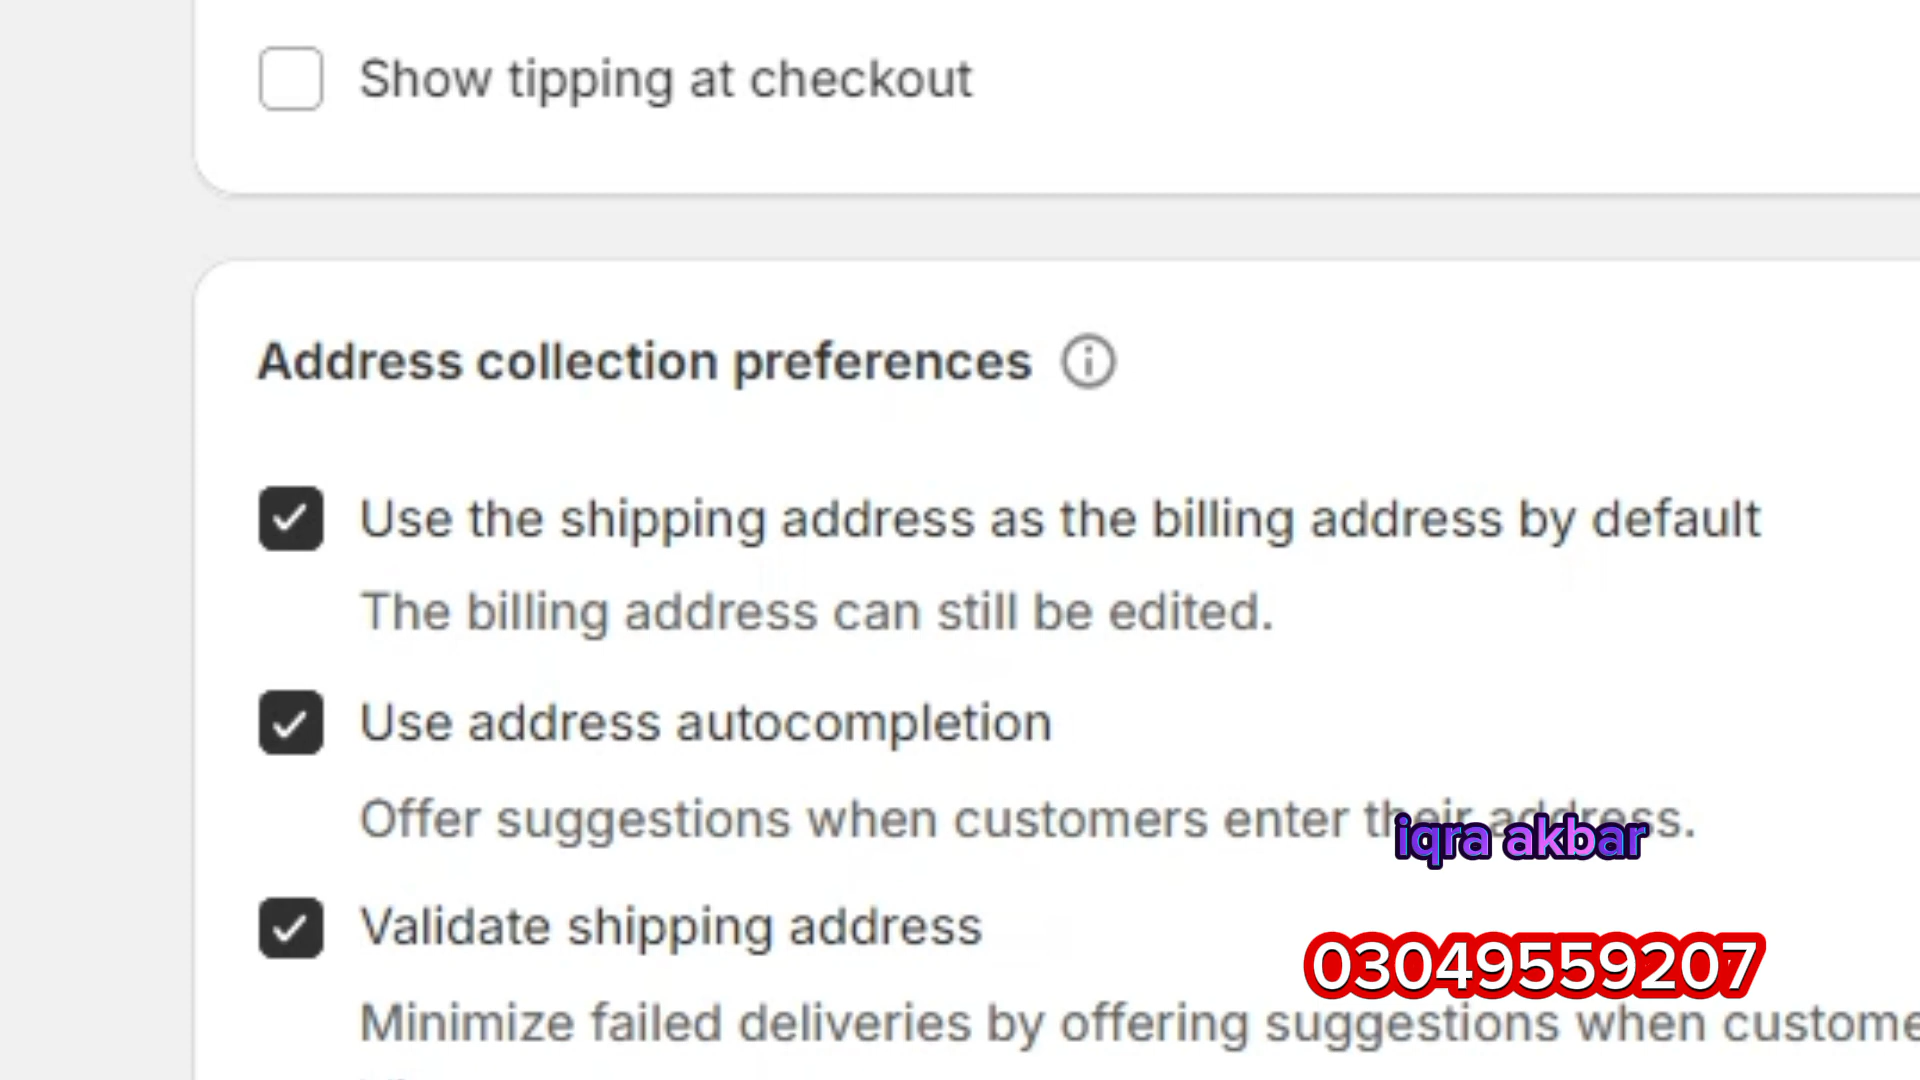 Show tipping at checkout
Address collection preferences
Use the shipping address as the billing address by default
The billing address can still be edited.
Use address autocompletion
Offer suggestions when customers enter their address.
iqra akbar
Validate shipping address
03049559207
Minimize failed deliveries by offering suggestions when